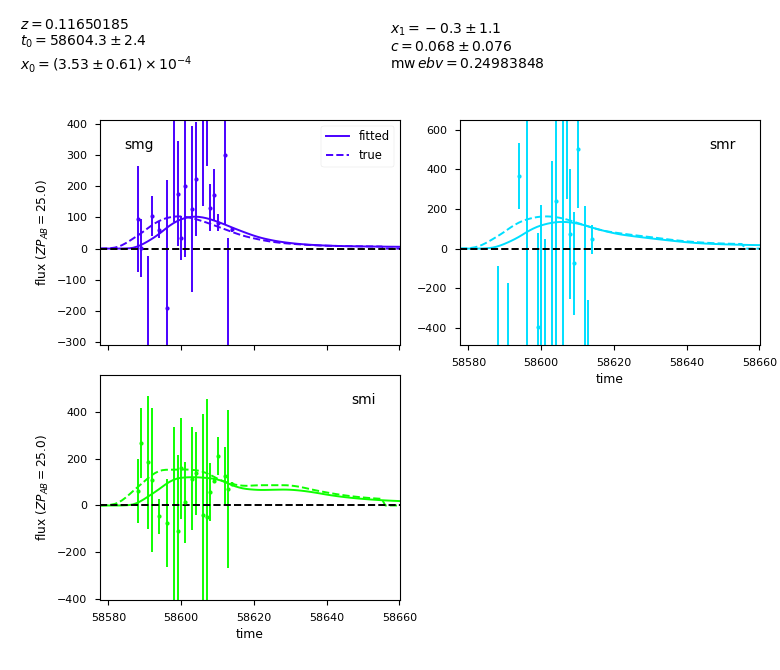 z = 0.11650185
t₀ = 58604.3 ± 2.4
x₀ = (3.53 ± 0.61) × 10⁻⁴
x₁ = −0.3 ± 1.1
c = 0.068 ± 0.076
mw ebv = 0.24983848
smg
fitted
true
400
300
200
100
0
−100
−200
−300
flux (ZP_AB = 25.0)
smr
600
400
200
0
−200
−400
58580
58600
58620
58640
58660
time
smi
400
200
0
−200
−400
flux (ZP_AB = 25.0)
58580
58600
58620
58640
58660
time